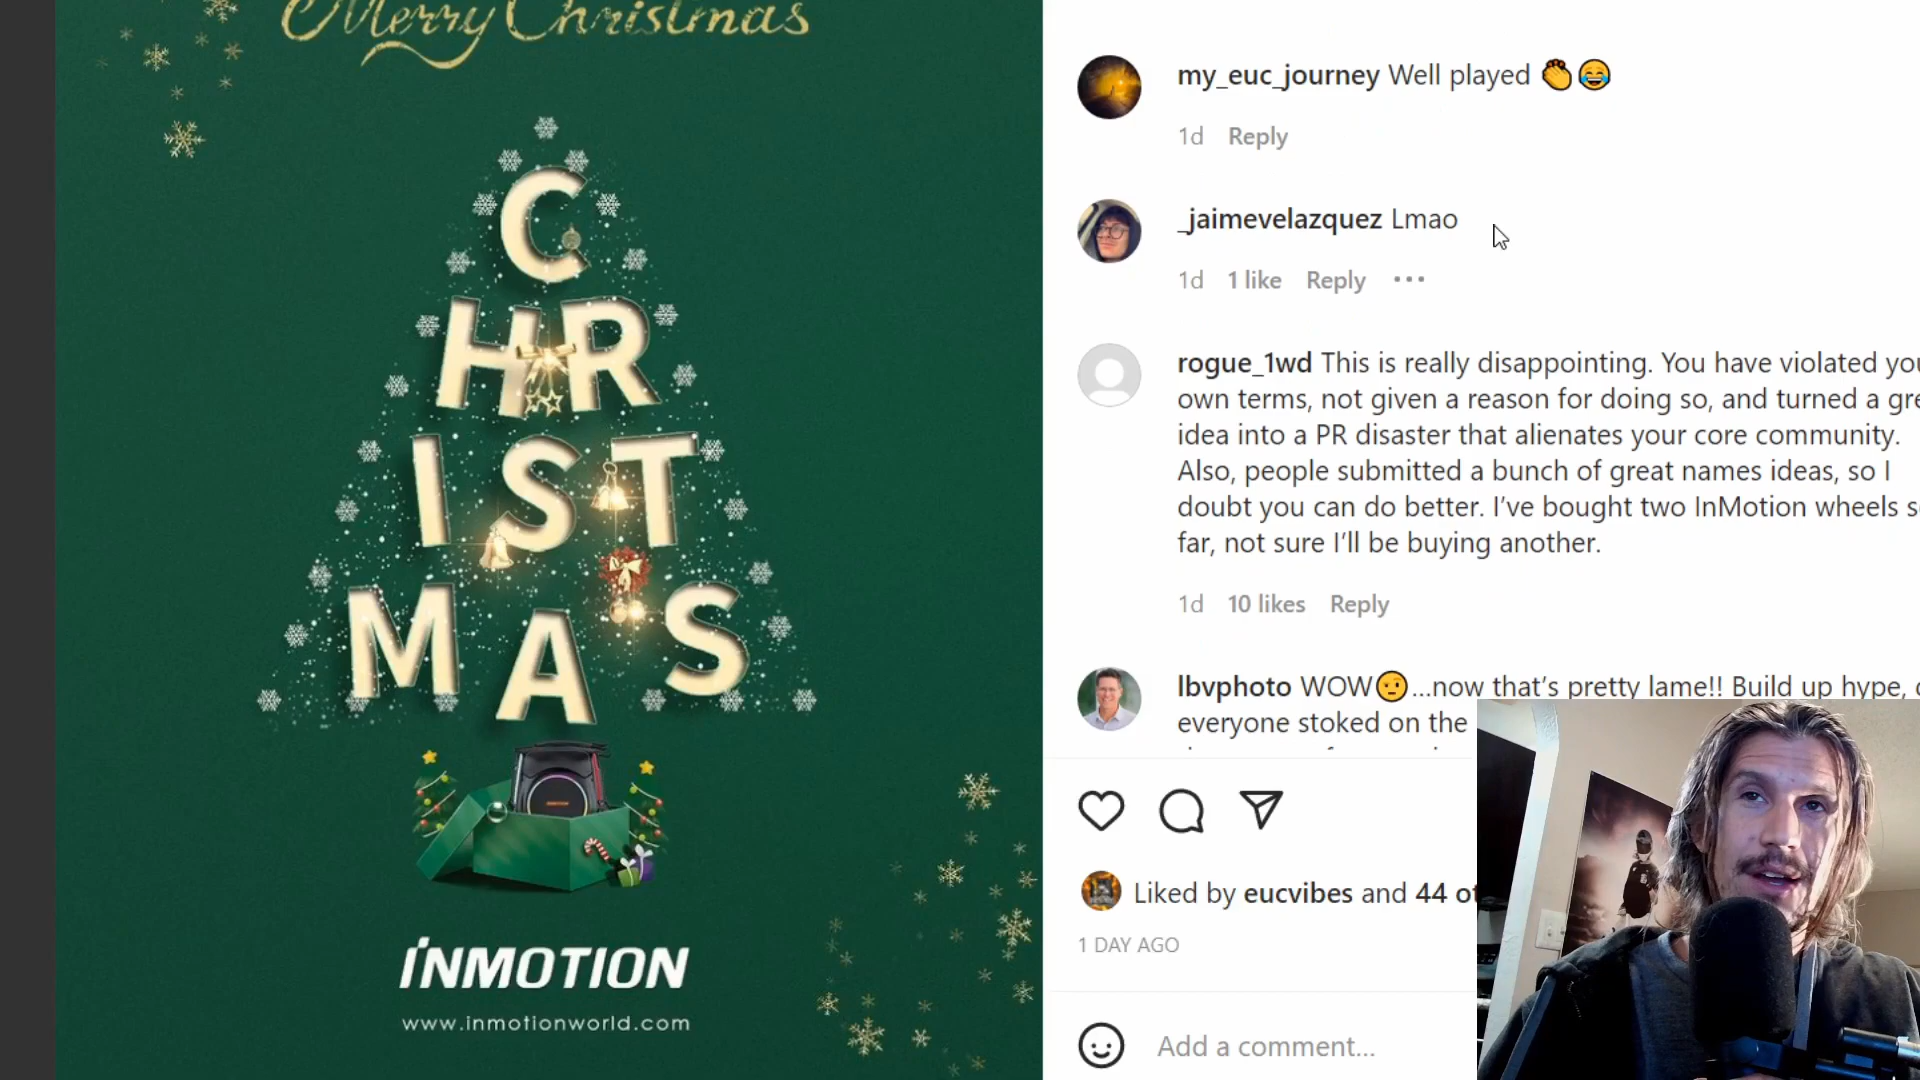 Merry Christmas
C
HR
IST
MAS
INMOTION
www.inmotionworld.com
my_euc_journey Well played 👏😂
1d Reply
_jaimevelazquez Lmao
1d 1 like Reply •••
rogue_1wd This is really disappointing. You have violated
own terms, not given a reason for doing so, and turned a
idea into a PR disaster that alienates your core community.
Also, people submitted a bunch of great names ideas, so I
doubt you can do better. I’ve bought two InMotion wheels
far, not sure I’ll be buying another.
1d 10 likes Reply
lbvphoto WOW🤨...now that’s pretty lame!! Build up hype,
everyone stoked on the
Liked by eucvibes and 44
1 DAY AGO
Add a comment...